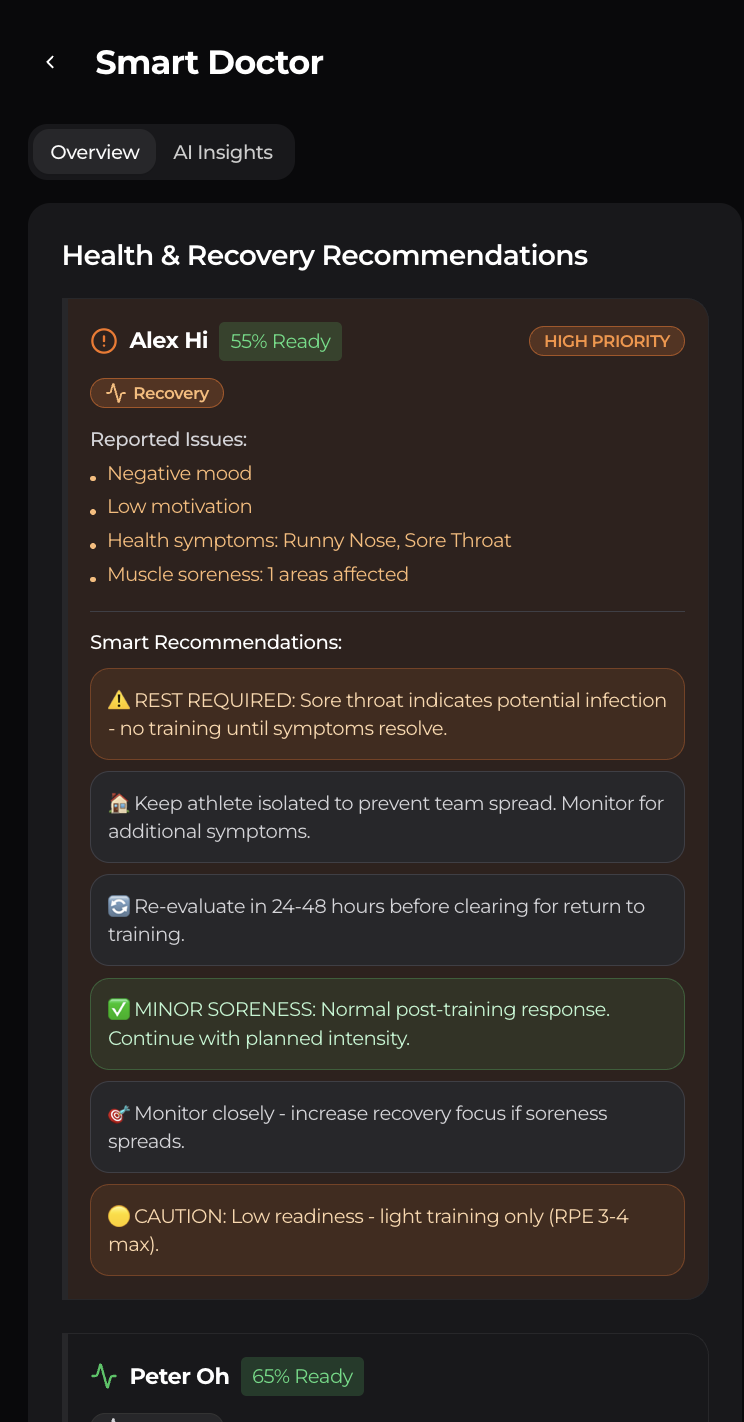 Smart Doctor
Overview
AI Insights
Health & Recovery Recommendations
Alex Hi
55% Ready
HIGH PRIORITY
Recovery
Reported Issues:
Negative mood
Low motivation
Health symptoms: Runny Nose, Sore Throat
Muscle soreness: 1 areas affected
Smart Recommendations:
⚠️ REST REQUIRED: Sore throat indicates potential infection
- no training until symptoms resolve.
🏠 Keep athlete isolated to prevent team spread. Monitor for
additional symptoms.
🔄 Re-evaluate in 24-48 hours before clearing for return to
training.
✅ MINOR SORENESS: Normal post-training response.
Continue with planned intensity.
🎯 Monitor closely - increase recovery focus if soreness
spreads.
🟡 CAUTION: Low readiness - light training only (RPE 3-4
max).
Peter Oh
65% Ready